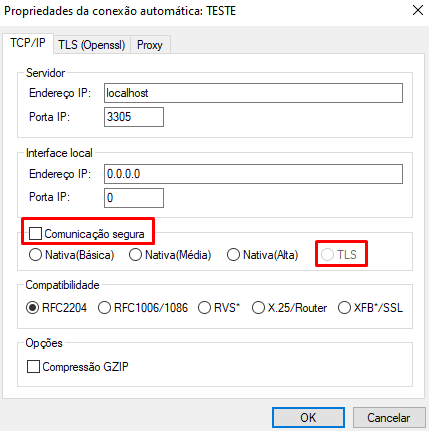 Propriedades da conexão automática: TESTE
TCP/IP TLS (Openssl) Proxy
Servidor
Endereço IP: localhost
Porta IP: 3305
Interface local
Endereço IP: 0.0.0.0
Porta IP: 0
Comunicação segura
Nativa(Básica) Nativa(Média) Nativa(Alta) TLS
Compatibilidade
RFC2204 RFC1006/1086 RVS* X.25/Router XFB*/SSL
Opções
Compressão GZIP
OK Cancelar